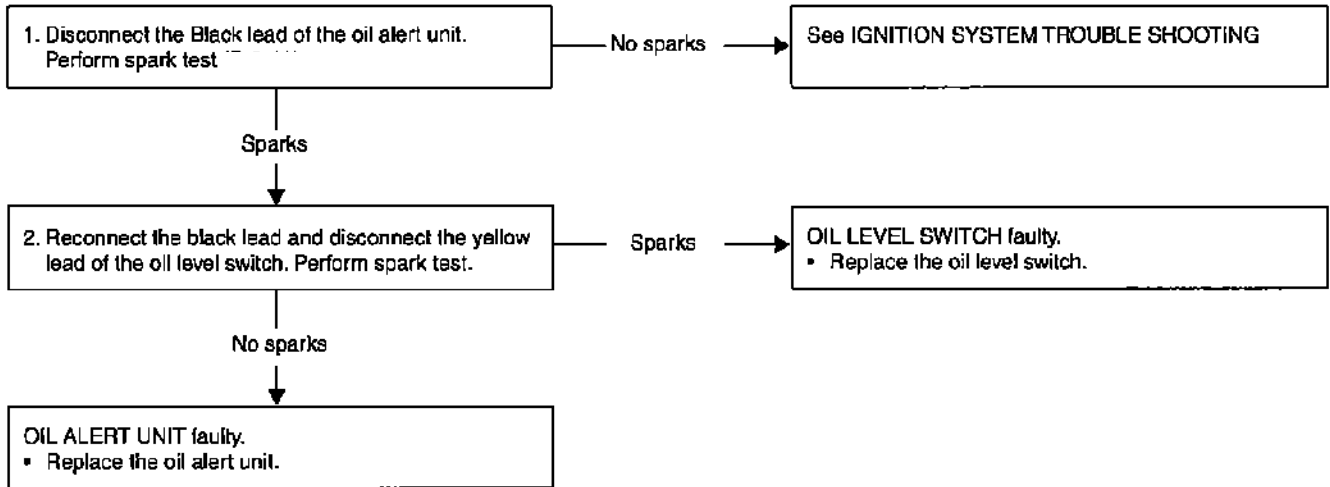 1. Disconnect the Black lead of the oil alert unit.
Perform spark test
No sparks
See IGNITION SYSTEM TROUBLE SHOOTING
Sparks
2. Reconnect the black lead and disconnect the yellow
lead of the oil level switch. Perform spark test.
Sparks
OIL LEVEL SWITCH faulty.
• Replace the oil level switch.
No sparks
OIL ALERT UNIT faulty.
• Replace the oil alert unit.